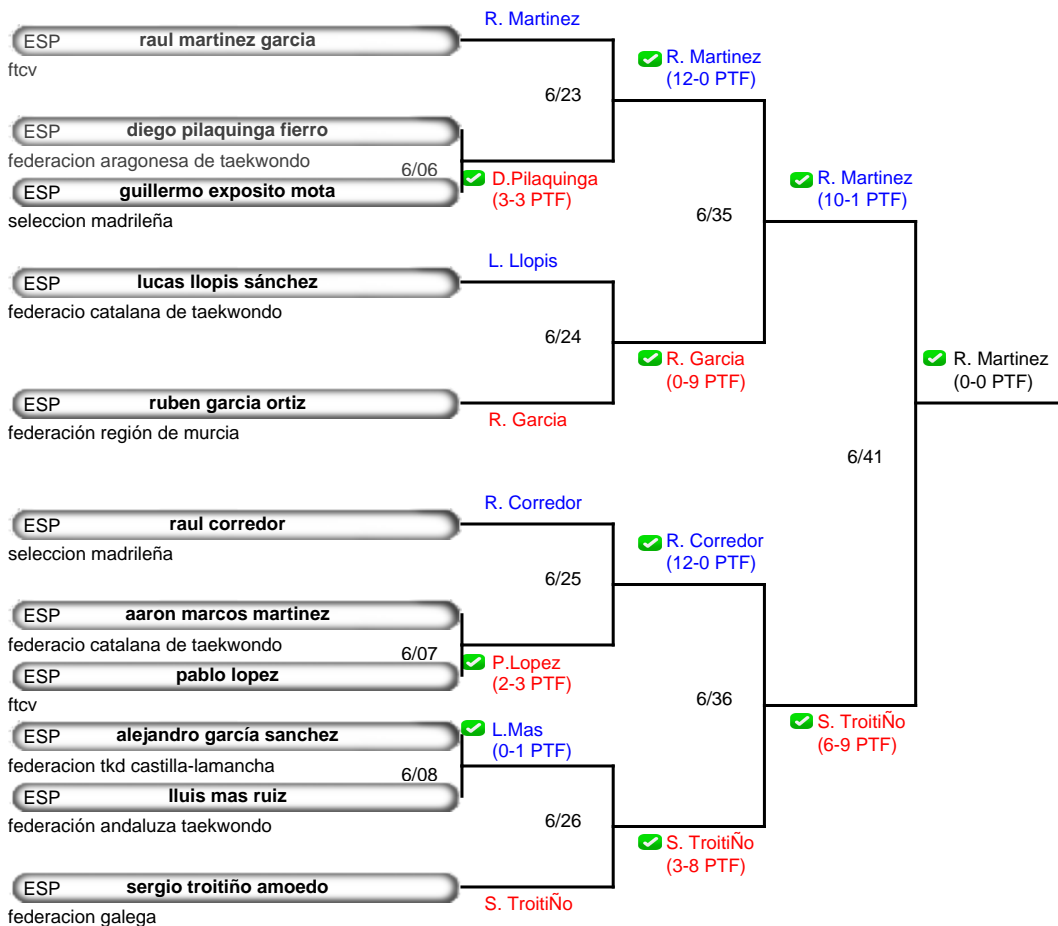 R. Martinez
ESP raul martinez garcia
ftcv
R. Martinez
(12-0 PTF)
6/23
ESP diego pilaquinga fierro
federacion aragonesa de taekwondo
6/06
ESP guillermo exposito mota
seleccion madrileña
D.Pilaquinga
(3-3 PTF)
R. Martinez
(10-1 PTF)
6/35
L. Llopis
ESP lucas llopis sánchez
federacio catalana de taekwondo
6/24
R. Garcia
(0-9 PTF)
R. Martinez
(0-0 PTF)
ESP ruben garcia ortiz
federación región de murcia
R. Garcia
6/41
R. Corredor
ESP raul corredor
seleccion madrileña
R. Corredor
(12-0 PTF)
6/25
ESP aaron marcos martinez
federacio catalana de taekwondo
6/07
ESP pablo lopez
ftcv
P.Lopez
(2-3 PTF)
6/36
ESP alejandro garcía sanchez
federacion tkd castilla-lamancha
L.Mas
(0-1 PTF)
S. TroitiÑo
(6-9 PTF)
6/08
ESP lluis mas ruiz
federación andaluza taekwondo
6/26
S. TroitiÑo
(3-8 PTF)
ESP sergio troitiño amoedo
federacion galega
S. TroitiÑo